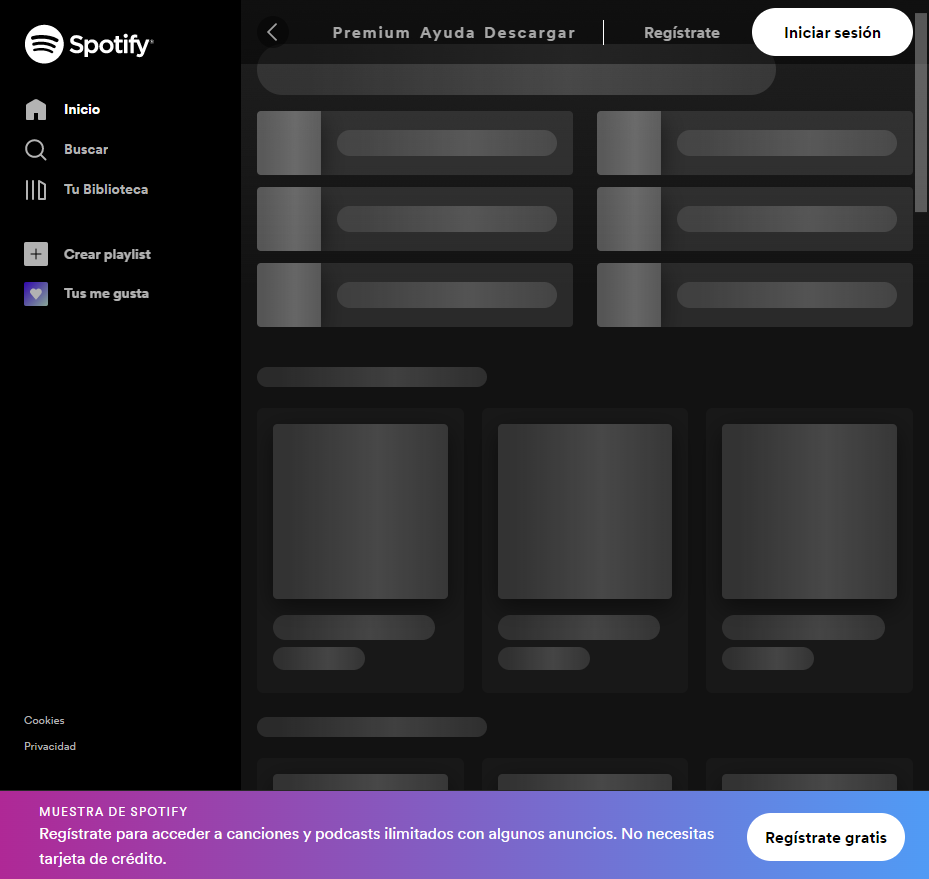 Spotify
Premium Ayuda Descargar
Regístrate
Iniciar sesión
Inicio
Buscar
Tu Biblioteca
Crear playlist
Tus me gusta
Cookies
Privacidad
MUESTRA DE SPOTIFY
Regístrate para acceder a canciones y podcasts ilimitados con algunos anuncios. No necesitas
tarjeta de crédito.
Regístrate gratis